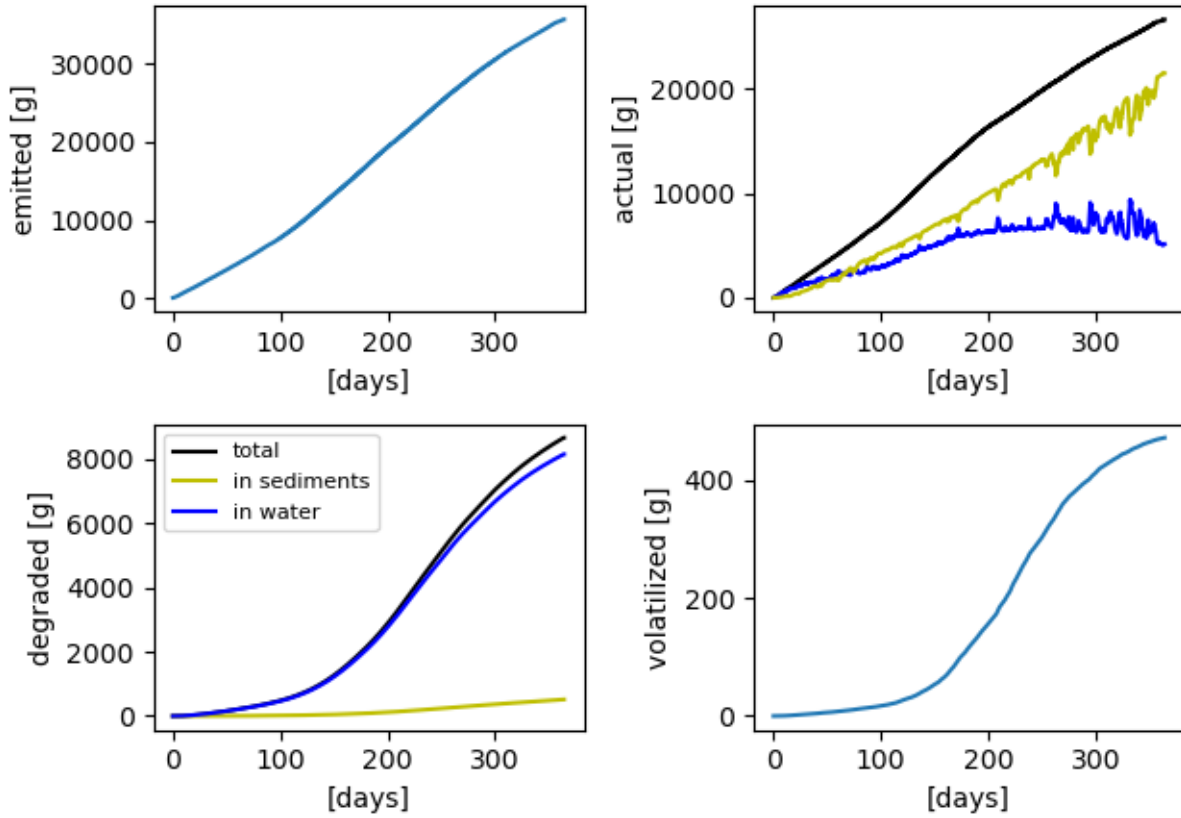 emitted [g]
30000
20000
10000
0
0 100 200 300
[days]
actual [g]
20000
10000
0
0 100 200 300
[days]
degraded [g]
8000
6000
4000
2000
0
total
in sediments
in water
0 100 200 300
[days]
volatilized [g]
400
200
0
0 100 200 300
[days]